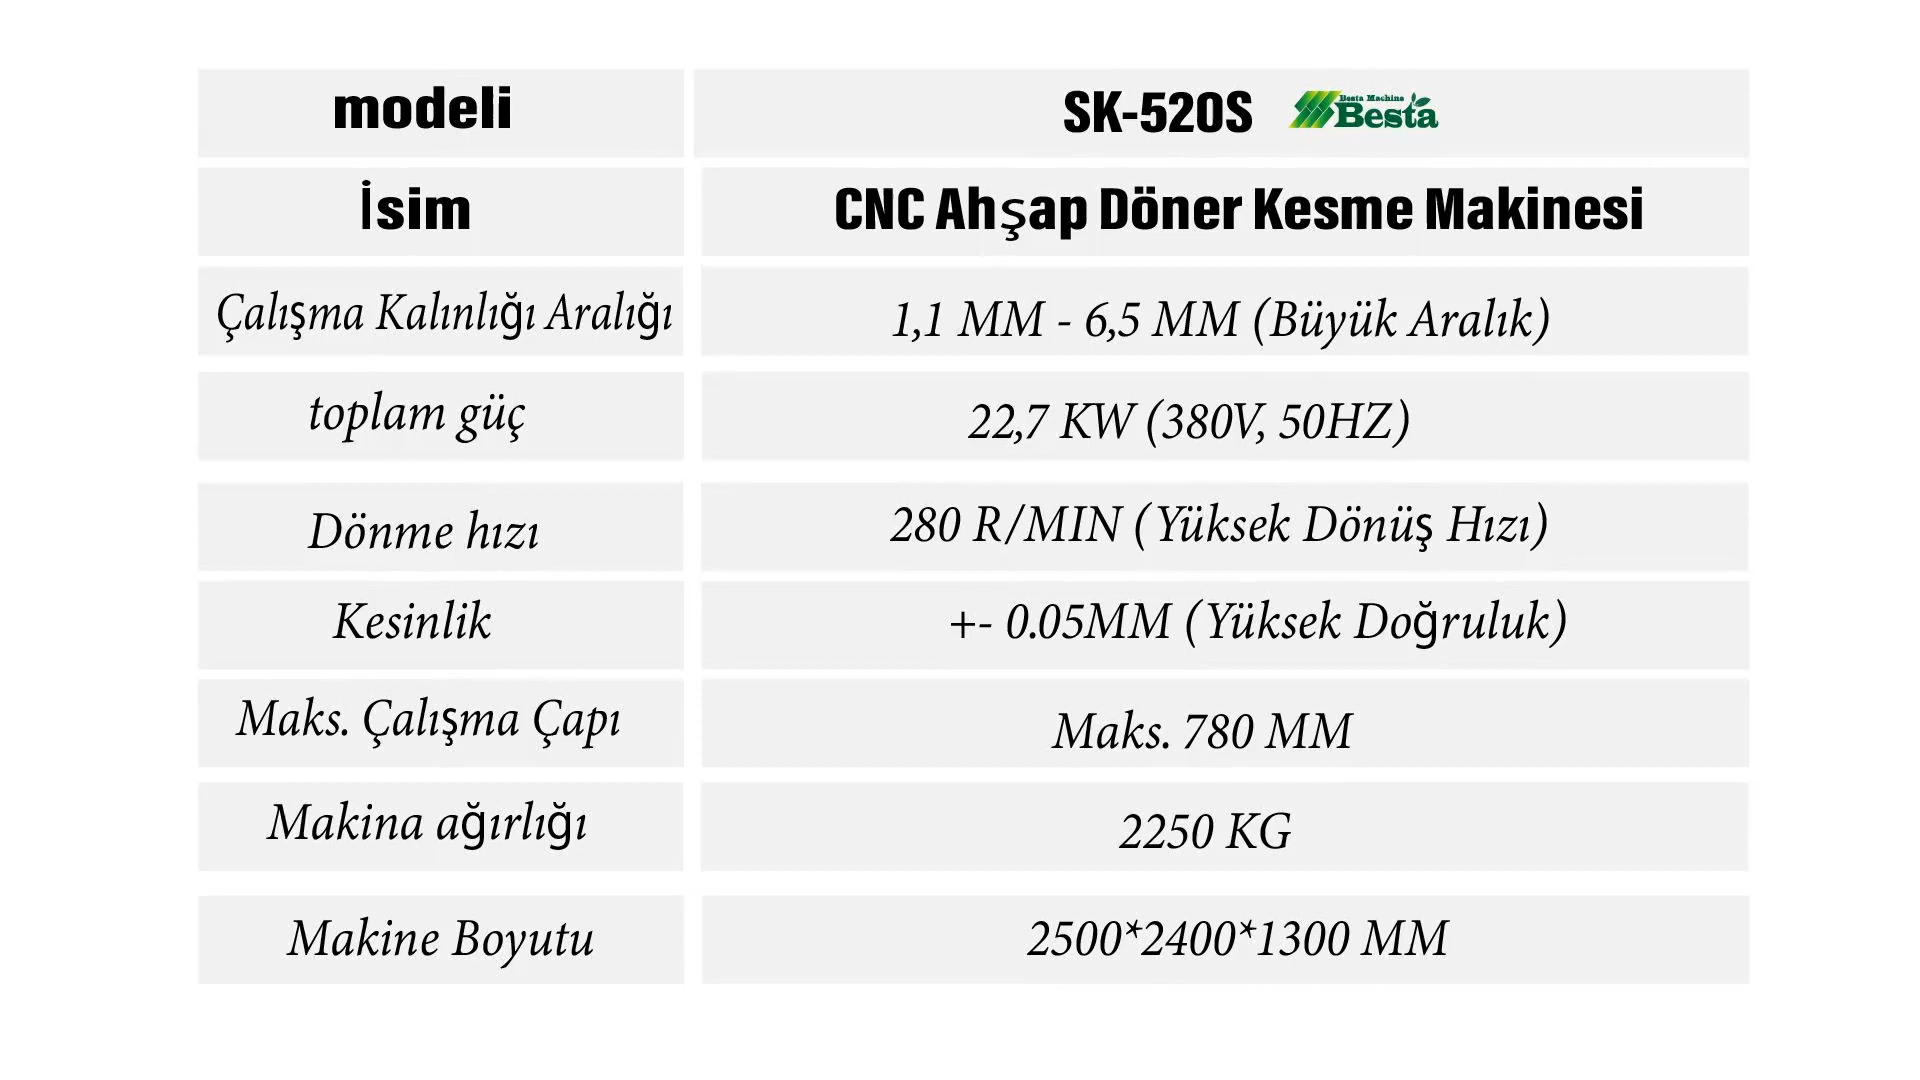 modeli
SK-520S
Besta Machine
Besta
İsim
CNC Ahşap Döner Kesme Makinesi
Çalışma Kalınlığı Aralığı
1,1 MM - 6,5 MM (Büyük Aralık)
toplam güç
22,7 KW (380V, 50HZ)
Dönme hızı
280 R/MIN (Yüksek Dönüş Hızı)
Kesinlik
+- 0.05MM (Yüksek Doğruluk)
Maks. Çalışma Çapı
Maks. 780 MM
Makina ağırlığı
2250 KG
Makine Boyutu
2500*2400*1300 MM